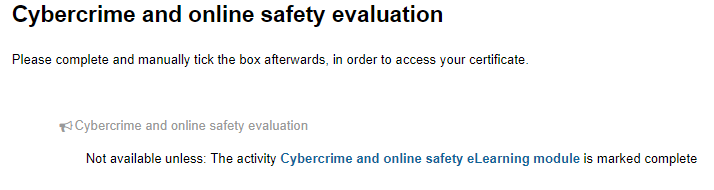 Cybercrime and online safety evaluation
Please complete and manually tick the box afterwards, in order to access your certificate.
Cybercrime and online safety evaluation
Not available unless: The activity Cybercrime and online safety eLearning module is marked complete